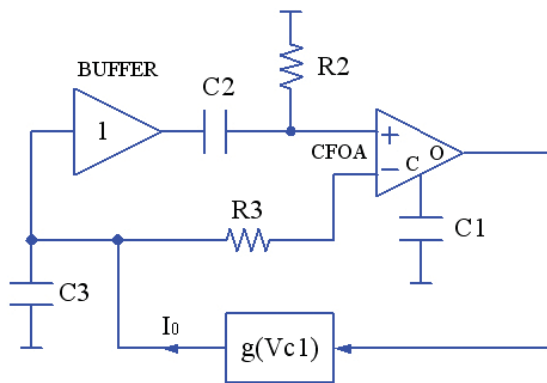 R2
BUFFER
C2
1
+
CFOA
C O
−
R3
C1
C3
I0
g(Vc1)